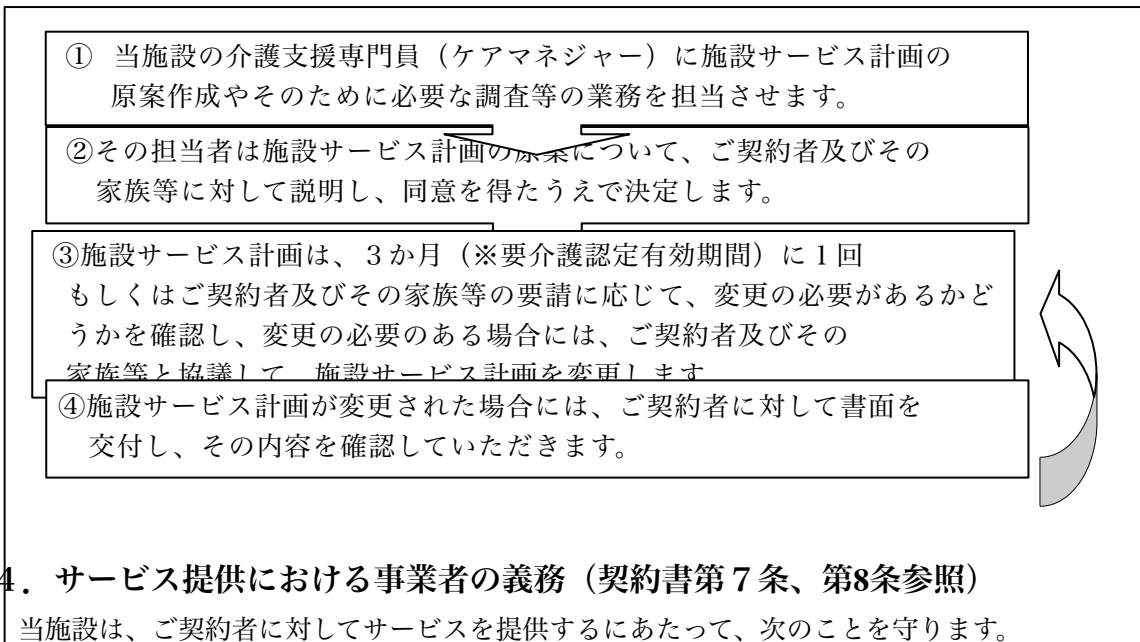 ① 当施設の介護支援専門員（ケアマネジャー）に施設サービス計画の
原案作成やそのために必要な調査等の業務を担当させます。
②その担当者は施設サービス計画の原案について、ご契約者及びその
家族等に対して説明し、同意を得たうえで決定します。
③施設サービス計画は、３か月（※要介護認定有効期間）に１回
もしくはご契約者及びその家族等の要請に応じて、変更の必要があるかど
うかを確認し、変更の必要のある場合には、ご契約者及びその
家族等と協議して、施設サービス計画を変更します
④施設サービス計画が変更された場合には、ご契約者に対して書面を
交付し、その内容を確認していただきます。
4．サービス提供における事業者の義務（契約書第７条、第8条参照）
当施設は、ご契約者に対してサービスを提供するにあたって、次のことを守ります。